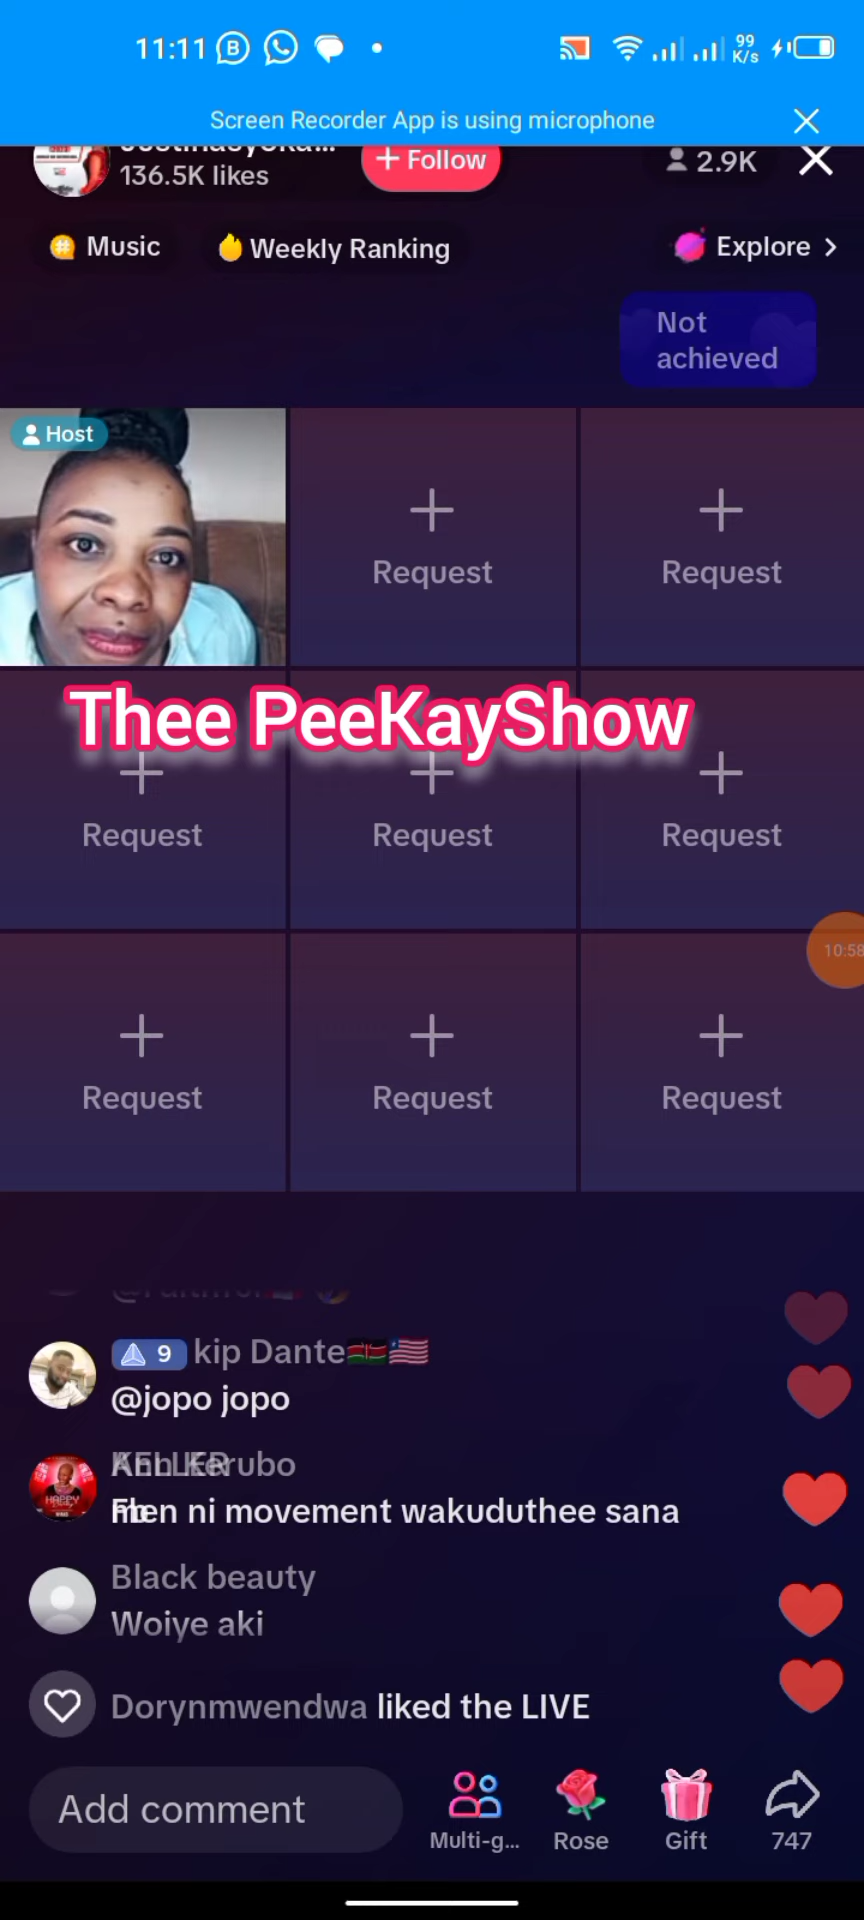 11:11
99
K/s
Screen Recorder App is using microphone
136.5K likes
+ Follow
2.9K
Music
Weekly Ranking
Explore
Not
achieved
Host
Request
Request
Thee PeeKayShow
Request
Request
Request
10:58
Request
Request
Request
9 kip Dante
@jopo jopo
ni movement wakuduthee sana
Black beauty
Woiye aki
Dorynmwendwa liked the LIVE
Add comment
Multi-g...
Rose
Gift
747